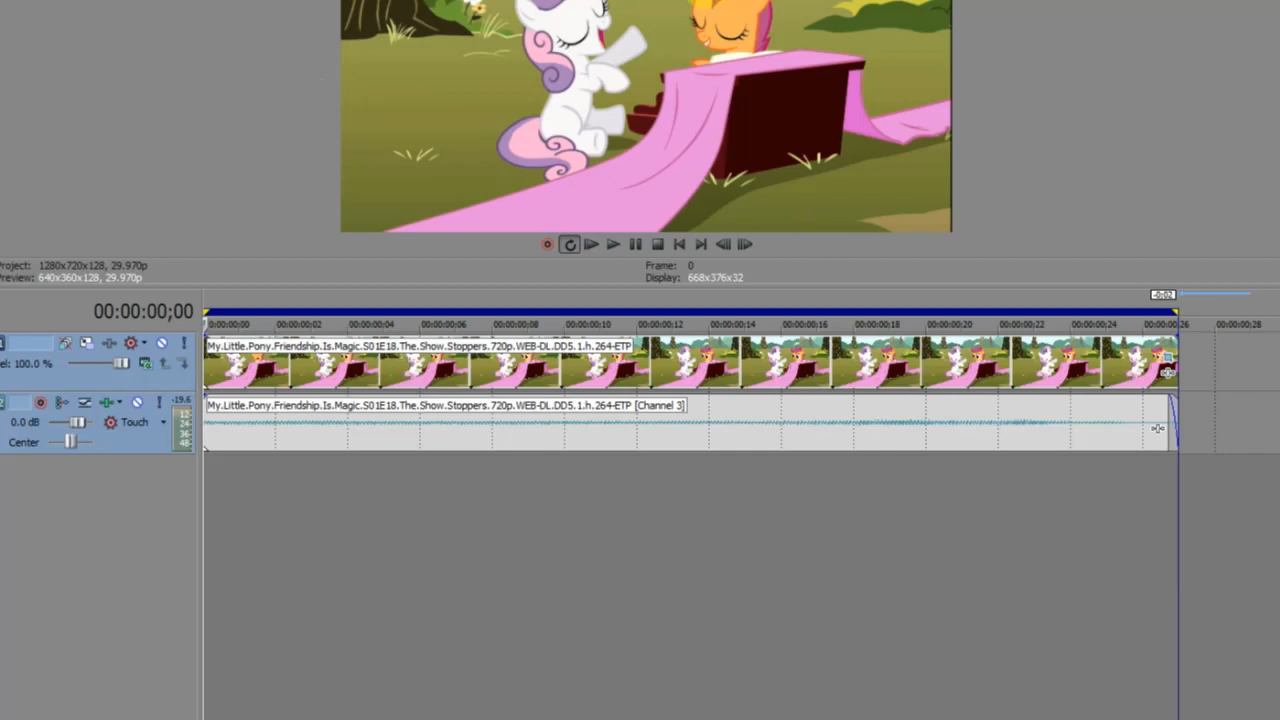 Project: 1280x720x128, 29.970p
Frame: 0
Preview: 640x360x128, 29.970p
Display: 668x376x32
-0:02
00:00:00;00
00:00:00;00 00:00:00;02 00:00:00;04 00:00:00;06 00:00:00;08 00:00:00;10 00:00:00;12 00:00:00;14 00:00:00;16 00:00:00;18 00:00:00;20 00:00:00;22 00:00:00;24 00:00:00;26 00:00:00;28
My.Little.Pony.Friendship.Is.Magic.S01E18.The.Show.Stoppers.720p.WEB-DL.DD5.1.h.264-ETP
el: 100.0 %
-19.6
My.Little.Pony.Friendship.Is.Magic.S01E18.The.Show.Stoppers.720p.WEB-DL.DD5.1.h.264-ETP [Channel 3]
12
0.0 dB
Touch
24
36
Center
48